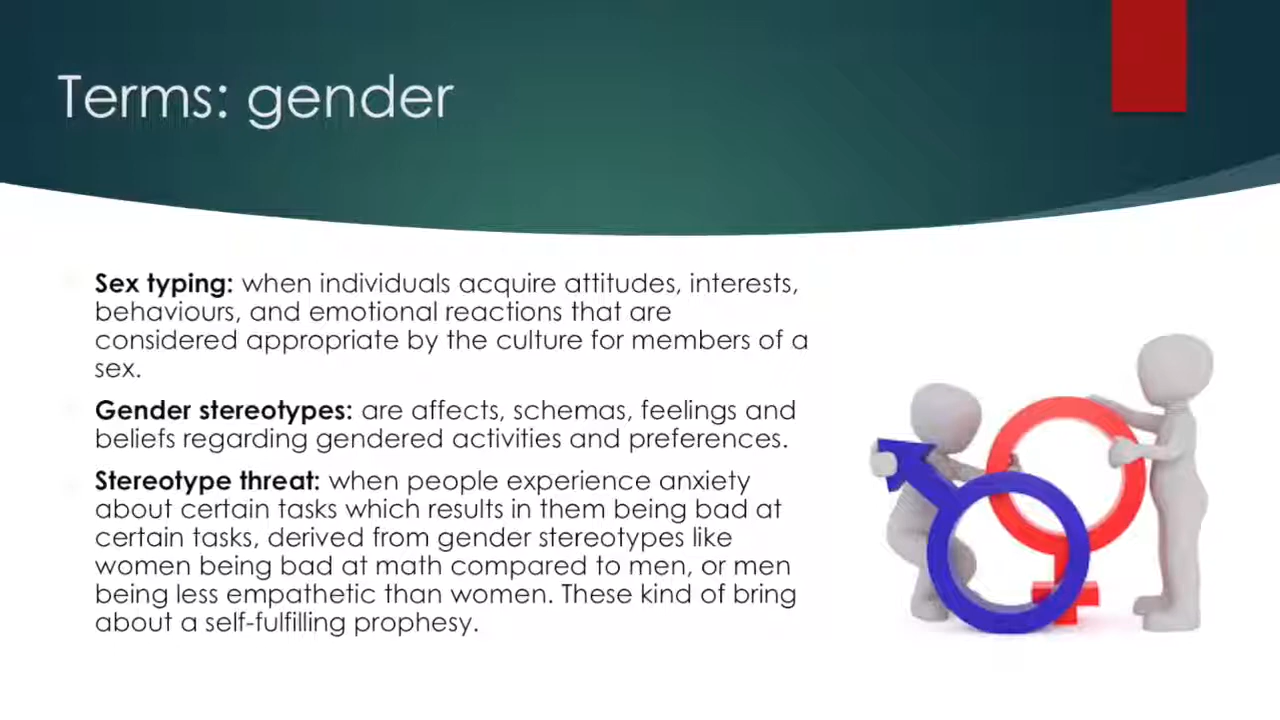 Terms: gender
Sex typing: when individuals acquire attitudes, interests,
behaviours, and emotional reactions that are
considered appropriate by the culture for members of a
sex.
Gender stereotypes: are affects, schemas, feelings and
beliefs regarding gendered activities and preferences.
Stereotype threat: when people experience anxiety
about certain tasks which results in them being bad at
certain tasks, derived from gender stereotypes like
women being bad at math compared to men, or men
being less empathetic than women. These kind of bring
about a self-fulfilling prophesy.